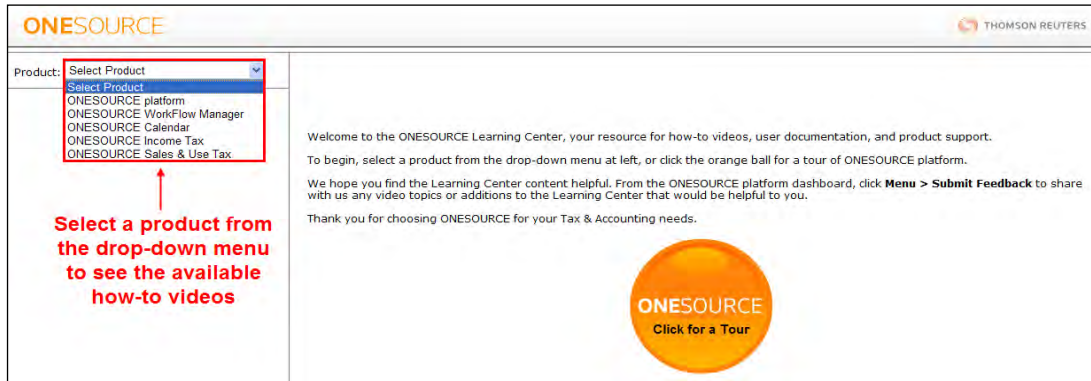 ONESOURCE
THOMSON REUTERS
Product: Select Product
Select Product
ONESOURCE platform
ONESOURCE WorkFlow Manager
ONESOURCE Calendar
ONESOURCE Income Tax
ONESOURCE Sales & Use Tax
Select a product from
the drop-down menu
to see the available
how-to videos
Welcome to the ONESOURCE Learning Center, your resource for how-to videos, user documentation, and product support.
To begin, select a product from the drop-down menu at left, or click the orange ball for a tour of ONESOURCE platform.
We hope you find the Learning Center content helpful. From the ONESOURCE platform dashboard, click Menu > Submit Feedback to share
with us any video topics or additions to the Learning Center that would be helpful to you.
Thank you for choosing ONESOURCE for your Tax & Accounting needs.
ONESOURCE
Click for a Tour